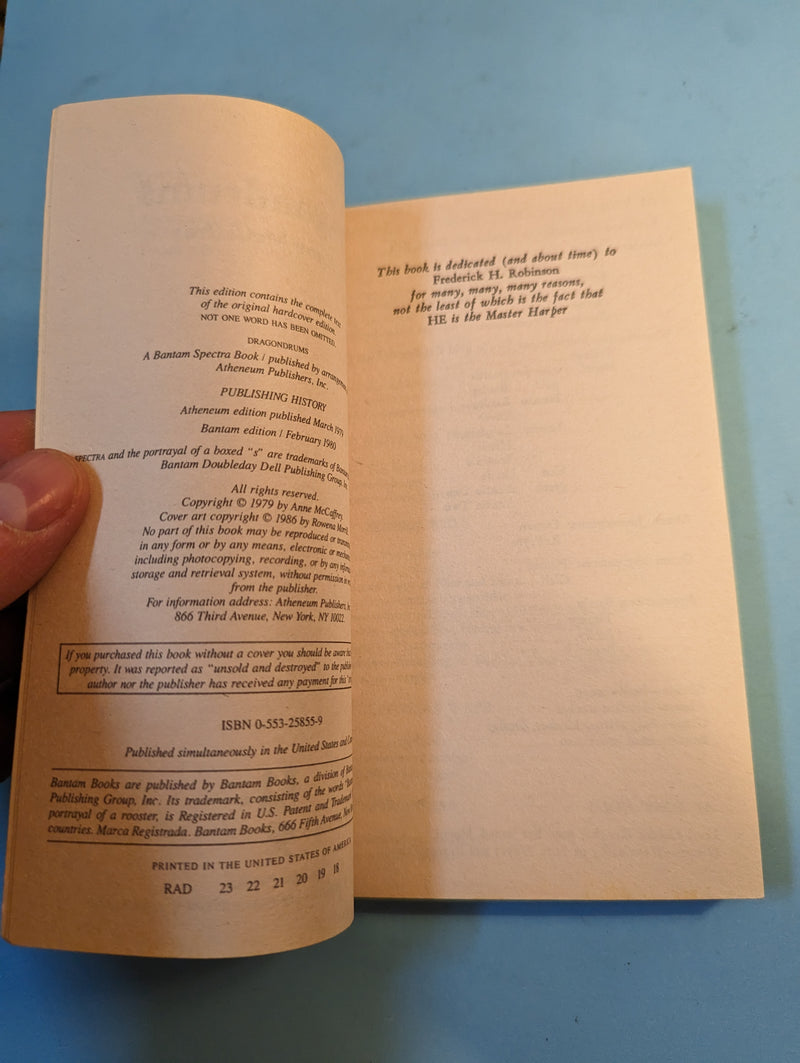 This edition contains the complete text
of the original hardcover edition.
NOT ONE WORD HAS BEEN OMITTED.
DRAGONDRUMS
A Bantam Spectra Book / published by
Atheneum Publishers, Inc.
PUBLISHING HISTORY
Atheneum edition published March 1979
Bantam edition / February 1980
SPECTRA and the portrayal of a boxed "s" are trademarks of
Bantam Doubleday Dell Publishing Group,
All rights reserved.
Copyright © 1979 by Anne McCaffrey.
Cover art copyright © 1986 by Rowena
No part of this book may be reproduced or
in any form or by any means, electronic or
including photocopying, recording, or by any
storage and retrieval system, without permission in
from the publisher.
For information address: Atheneum Publishers,
866 Third Avenue, New York, NY 10022.
If you purchased this book without a cover you should be aware
property. It was reported as "unsold and destroyed" to the
author nor the publisher has received any payment for this
ISBN 0-553-25855-9
Published simultaneously in the United States and
Bantam Books are published by Bantam Books, a division of
Publishing Group, Inc. Its trademark, consisting of the words
portrayal of a rooster, is Registered in U.S. Patent and Trademark
countries. Marca Registrada. Bantam Books, 666 Fifth Avenue, New
PRINTED IN THE UNITED STATES OF AMERICA
RAD 23 22 21 20 19 18
This book is dedicated (and about time) to
Frederick H. Robinson
for many, many, many reasons,
not the least of which is the fact that
HE is the Master Harper